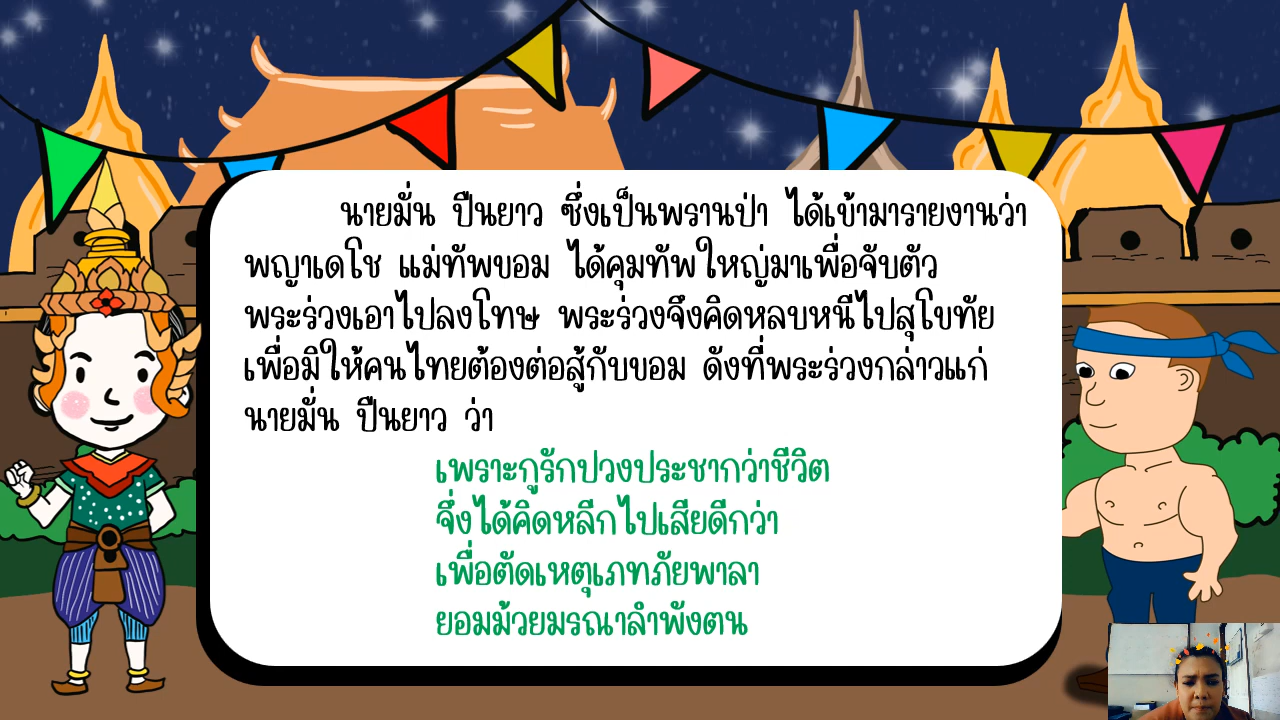 นายมั่น ปืนยาว ซึ่งเป็นพรานป่า ได้เข้ามารายงานว่า
พญาเดโช แม่ทัพขอม ได้คุมทัพใหญ่มาเพื่อจับตัว
พระร่วงเอาไปลงโทษ พระร่วงจึงคิดหลบหนีไปสุโขทัย
เพื่อมิให้คนไทยต้องต่อสู้กับขอม ดังที่พระร่วงกล่าวแก่
นายมั่น ปืนยาว ว่า
เพราะกูรักปวงประชากว่าชีวิต
จึ่งได้คิดหลีกไปเสียดีกว่า
เพื่อตัดเหตุเภทภัยพาลา
ยอมม้วยมรณาลำพังตน